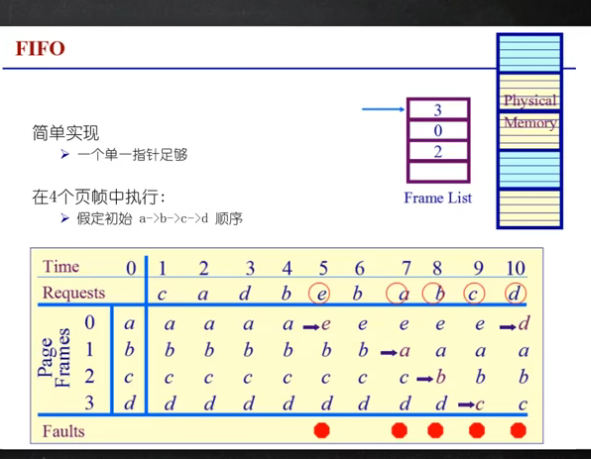 FIFO
简单实现
➢ 一个单一指针足够
在4个页帧中执行：
➢ 假定初始 a->b->c->d 顺序
3
0
2
Frame List
Physical
Memory
Time 0 1 2 3 4 5 6 7 8 9 10
Requests c a d b e b a b c d
Page Frames
0 a a a a a e e e e e d
1 b b b b b b b a a a a
2 c c c c c c c c b b b
3 d d d d d d d d d c c
Faults